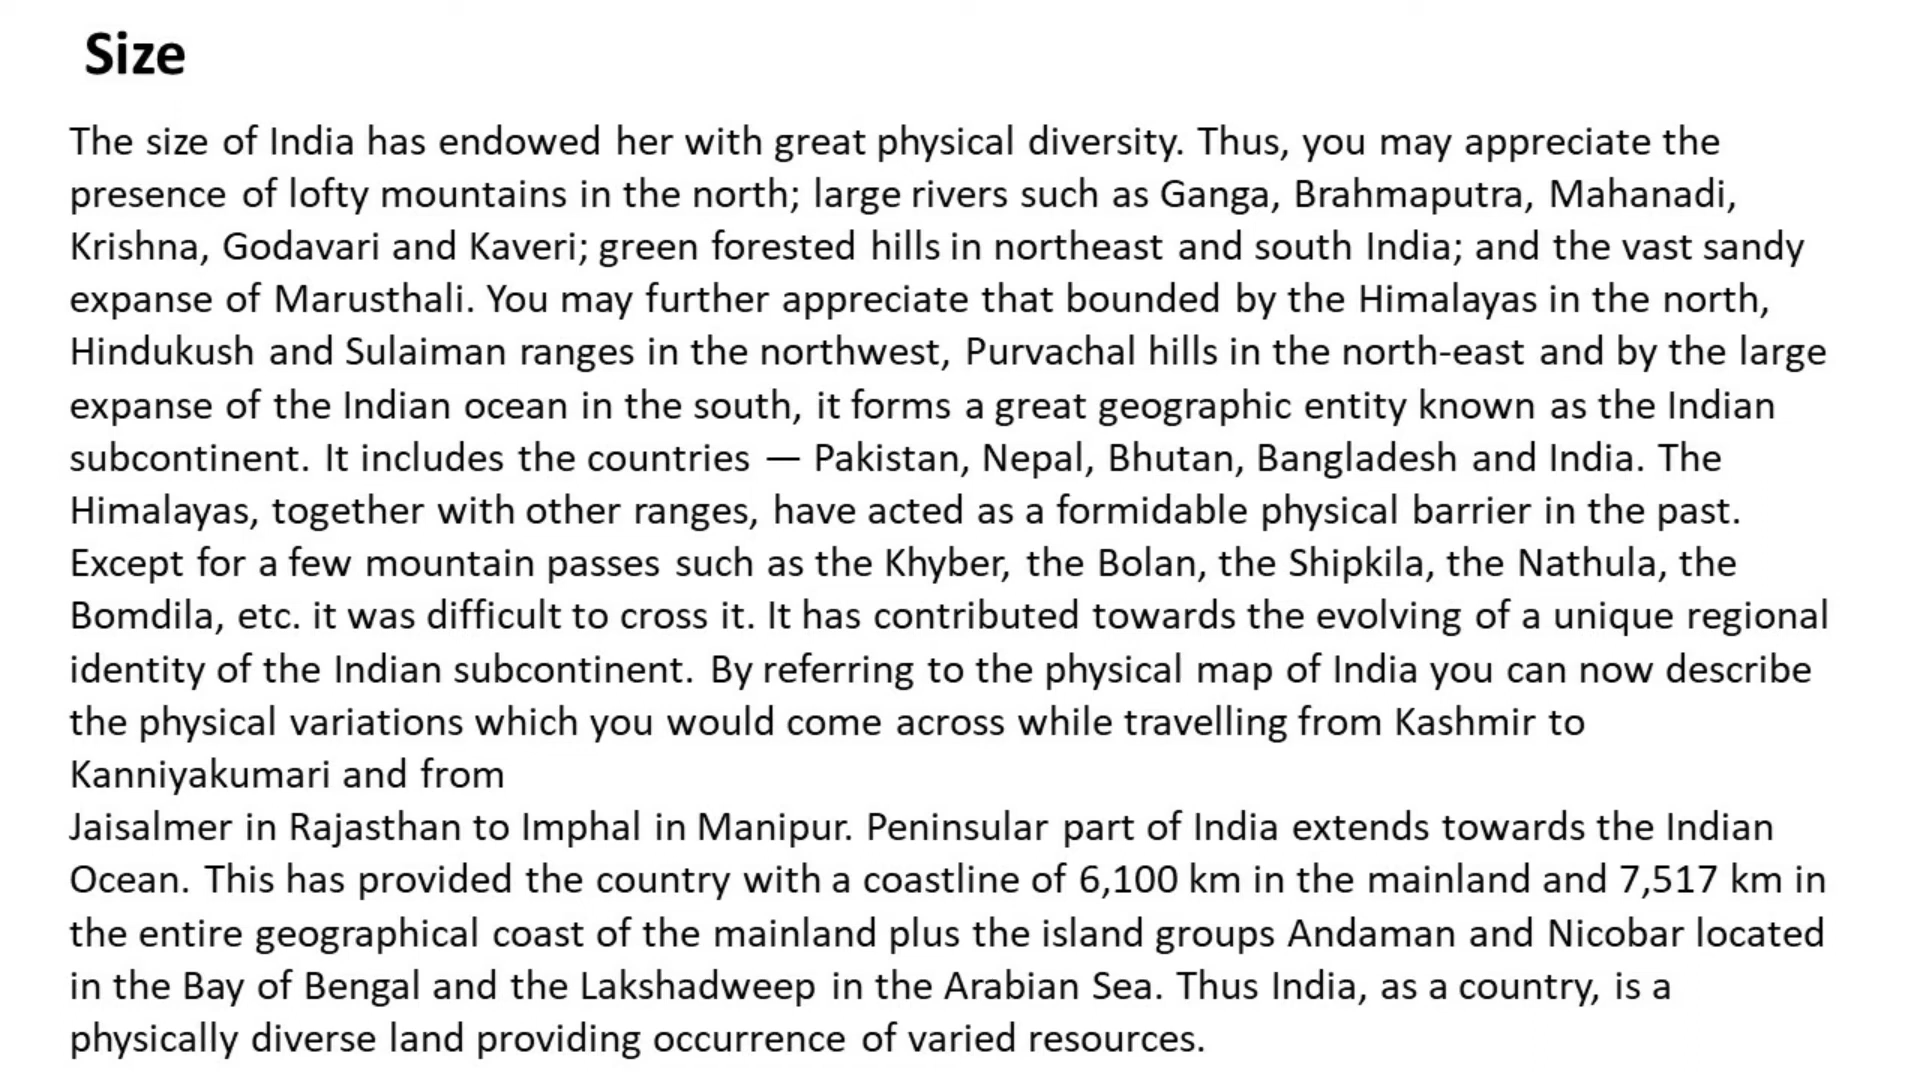 Size
The size of India has endowed her with great physical diversity. Thus, you may appreciate the
presence of lofty mountains in the north; large rivers such as Ganga, Brahmaputra, Mahanadi,
Krishna, Godavari and Kaveri; green forested hills in northeast and south India; and the vast sandy
expanse of Marusthali. You may further appreciate that bounded by the Himalayas in the north,
Hindukush and Sulaiman ranges in the northwest, Purvachal hills in the north-east and by the large
expanse of the Indian ocean in the south, it forms a great geographic entity known as the Indian
subcontinent. It includes the countries — Pakistan, Nepal, Bhutan, Bangladesh and India. The
Himalayas, together with other ranges, have acted as a formidable physical barrier in the past.
Except for a few mountain passes such as the Khyber, the Bolan, the Shipkila, the Nathula, the
Bomdila, etc. it was difficult to cross it. It has contributed towards the evolving of a unique regional
identity of the Indian subcontinent. By referring to the physical map of India you can now describe
the physical variations which you would come across while travelling from Kashmir to
Kanniyakumari and from
Jaisalmer in Rajasthan to Imphal in Manipur. Peninsular part of India extends towards the Indian
Ocean. This has provided the country with a coastline of 6,100 km in the mainland and 7,517 km in
the entire geographical coast of the mainland plus the island groups Andaman and Nicobar located
in the Bay of Bengal and the Lakshadweep in the Arabian Sea. Thus India, as a country, is a
physically diverse land providing occurrence of varied resources.